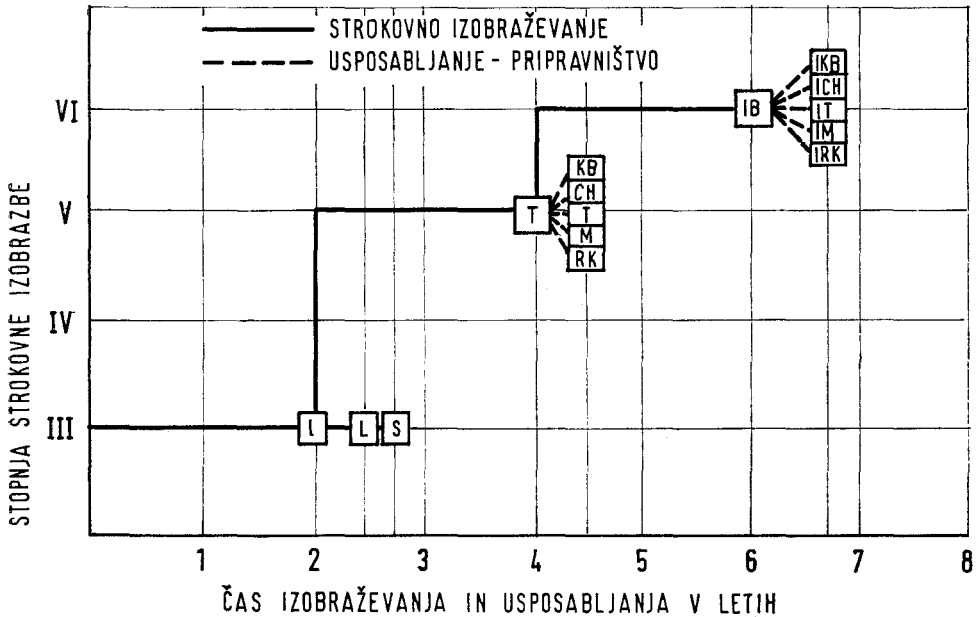 STROKOVNO IZOBRAŽEVANJE
USPOSABLJANJE - PRIPRAVNIŠTVO
STOPNJA STROKOVNE IZOBRAZBE
VI
V
IV
III
IB
IKB
ICH
IT
IM
IRK
T
KB
CH
T
M
RK
L
L
S
1 2 3 4 5 6 7 8
ČAS IZOBRAŽEVANJA IN USPOSABLJANJA V LETIH